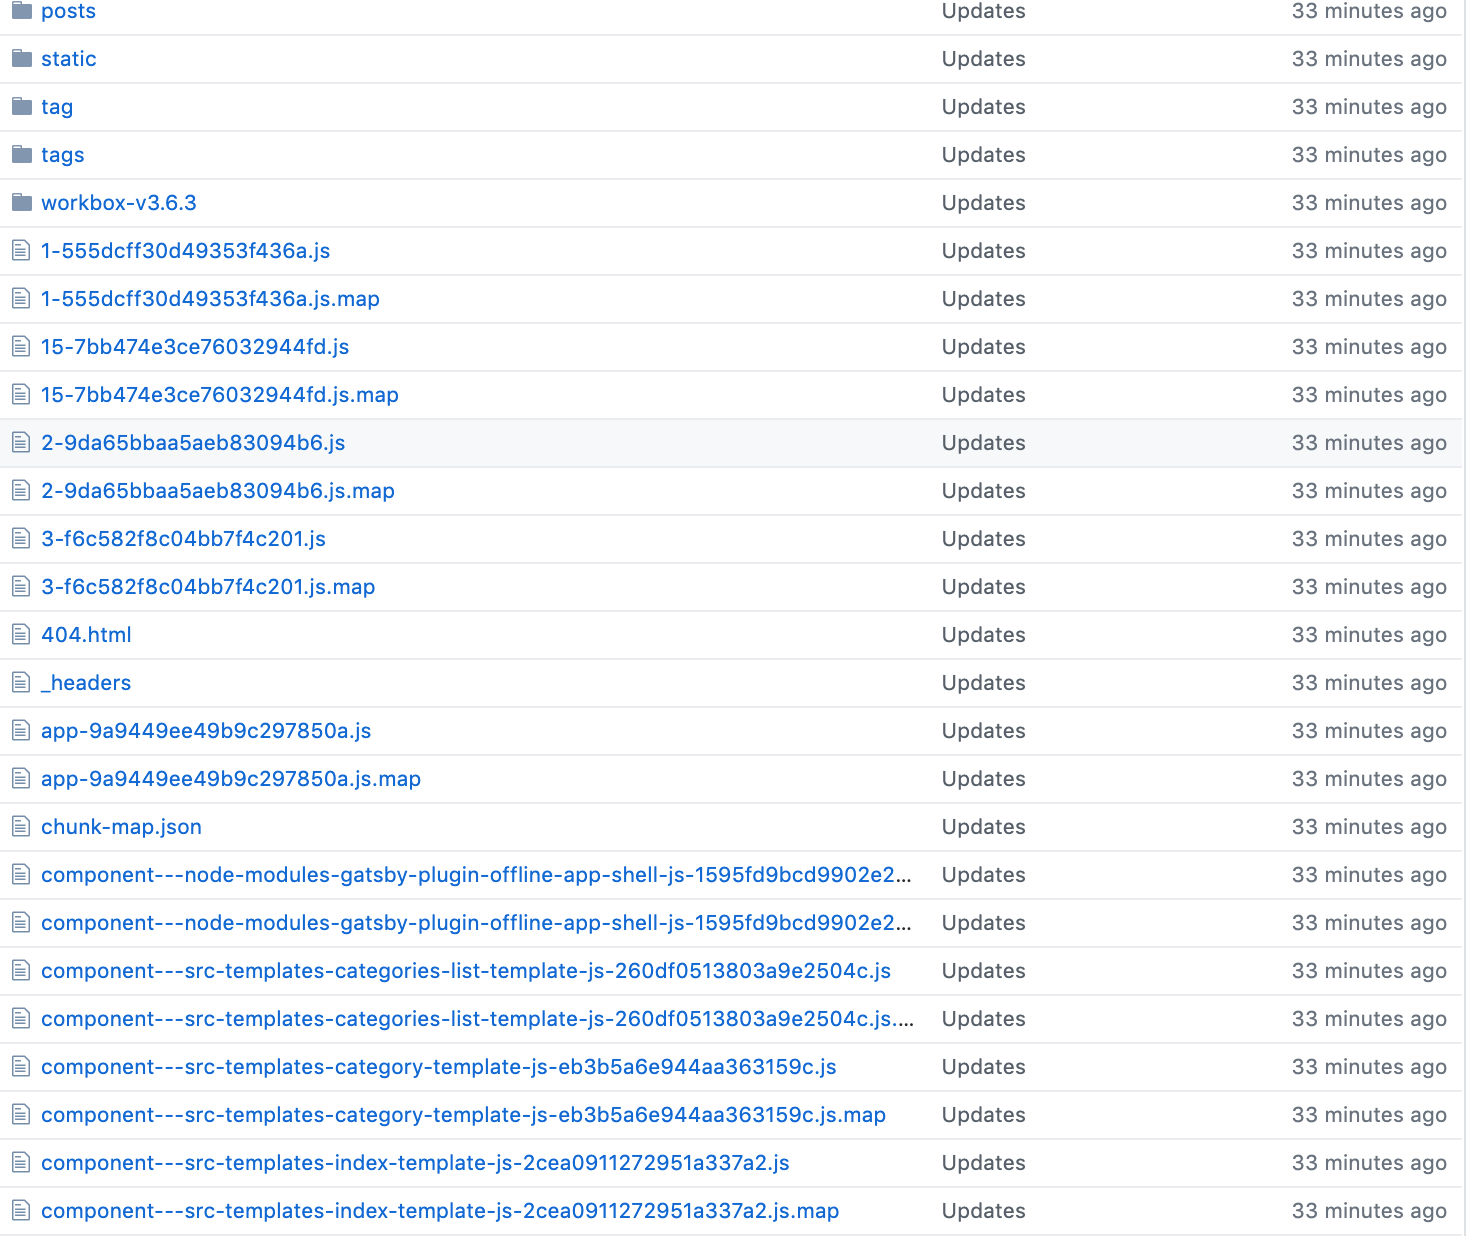 posts Updates 33 minutes ago
static Updates 33 minutes ago
tag Updates 33 minutes ago
tags Updates 33 minutes ago
workbox-v3.6.3 Updates 33 minutes ago
1-555dcff30d49353f436a.js Updates 33 minutes ago
1-555dcff30d49353f436a.js.map Updates 33 minutes ago
15-7bb474e3ce76032944fd.js Updates 33 minutes ago
15-7bb474e3ce76032944fd.js.map Updates 33 minutes ago
2-9da65bbaa5aeb83094b6.js Updates 33 minutes ago
2-9da65bbaa5aeb83094b6.js.map Updates 33 minutes ago
3-f6c582f8c04bb7f4c201.js Updates 33 minutes ago
3-f6c582f8c04bb7f4c201.js.map Updates 33 minutes ago
404.html Updates 33 minutes ago
_headers Updates 33 minutes ago
app-9a9449ee49b9c297850a.js Updates 33 minutes ago
app-9a9449ee49b9c297850a.js.map Updates 33 minutes ago
chunk-map.json Updates 33 minutes ago
component---node-modules-gatsby-plugin-offline-app-shell-js-1595fd9bcd9902e2... Updates 33 minutes ago
component---node-modules-gatsby-plugin-offline-app-shell-js-1595fd9bcd9902e2... Updates 33 minutes ago
component---src-templates-categories-list-template-js-260df0513803a9e2504c.js Updates 33 minutes ago
component---src-templates-categories-list-template-js-260df0513803a9e2504c.js.... Updates 33 minutes ago
component---src-templates-category-template-js-eb3b5a6e944aa363159c.js Updates 33 minutes ago
component---src-templates-category-template-js-eb3b5a6e944aa363159c.js.map Updates 33 minutes ago
component---src-templates-index-template-js-2cea0911272951a337a2.js Updates 33 minutes ago
component---src-templates-index-template-js-2cea0911272951a337a2.js.map Updates 33 minutes ago